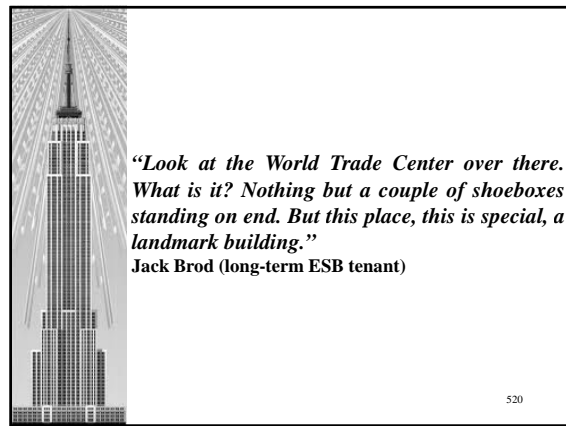 “Look at the World Trade Center over there.
What is it? Nothing but a couple of shoeboxes
standing on end. But this place, this is special, a
landmark building.”
Jack Brod (long-term ESB tenant)
520